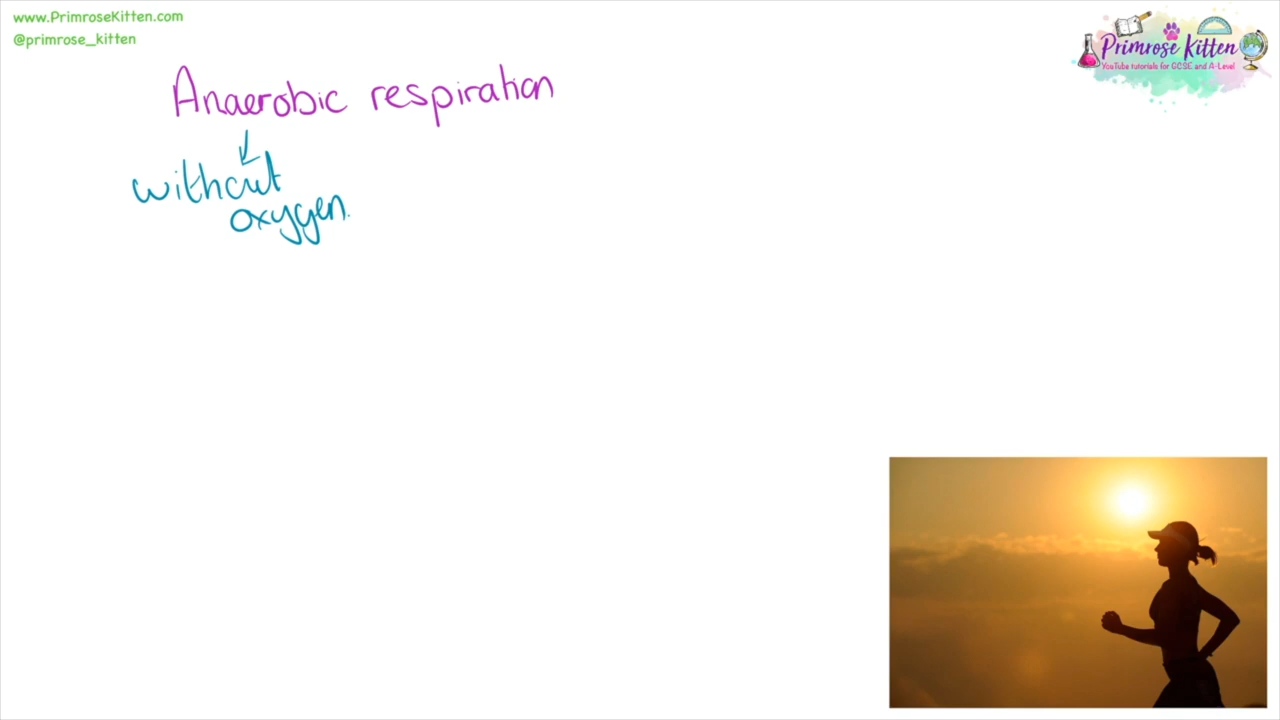 www.PrimroseKitten.com
@primrose_kitten
Primrose Kitten
YouTube tutorials for GCSE and A-Level
Anaerobic respiration
without
oxygen.